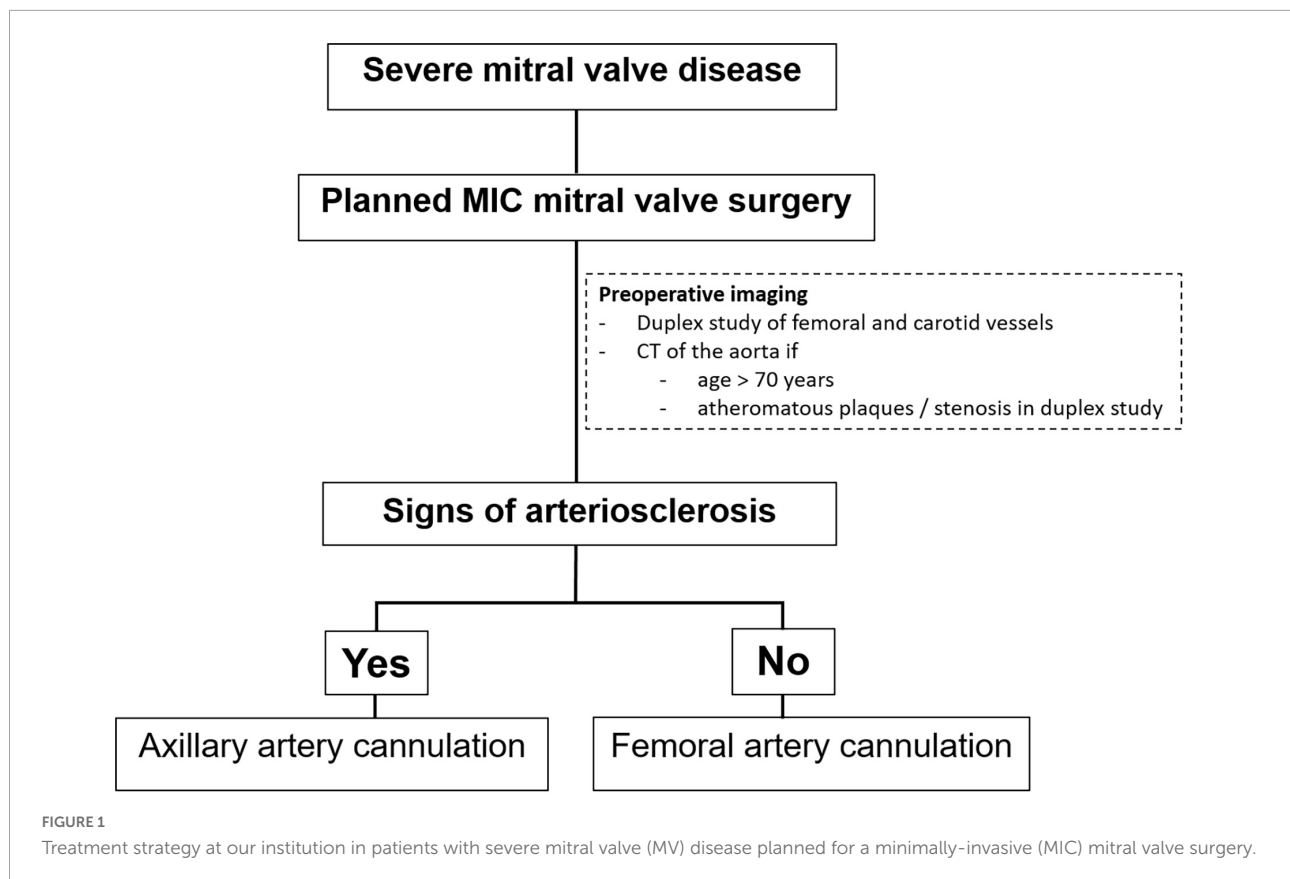 Severe mitral valve disease
Planned MIC mitral valve surgery
Preoperative imaging
- Duplex study of femoral and carotid vessels
- CT of the aorta if
- age > 70 years
- atheromatous plaques / stenosis in duplex study
Signs of arteriosclerosis
Yes
No
Axillary artery cannulation
Femoral artery cannulation
FIGURE 1
Treatment strategy at our institution in patients with severe mitral valve (MV) disease planned for a minimally-invasive (MIC) mitral valve surgery.